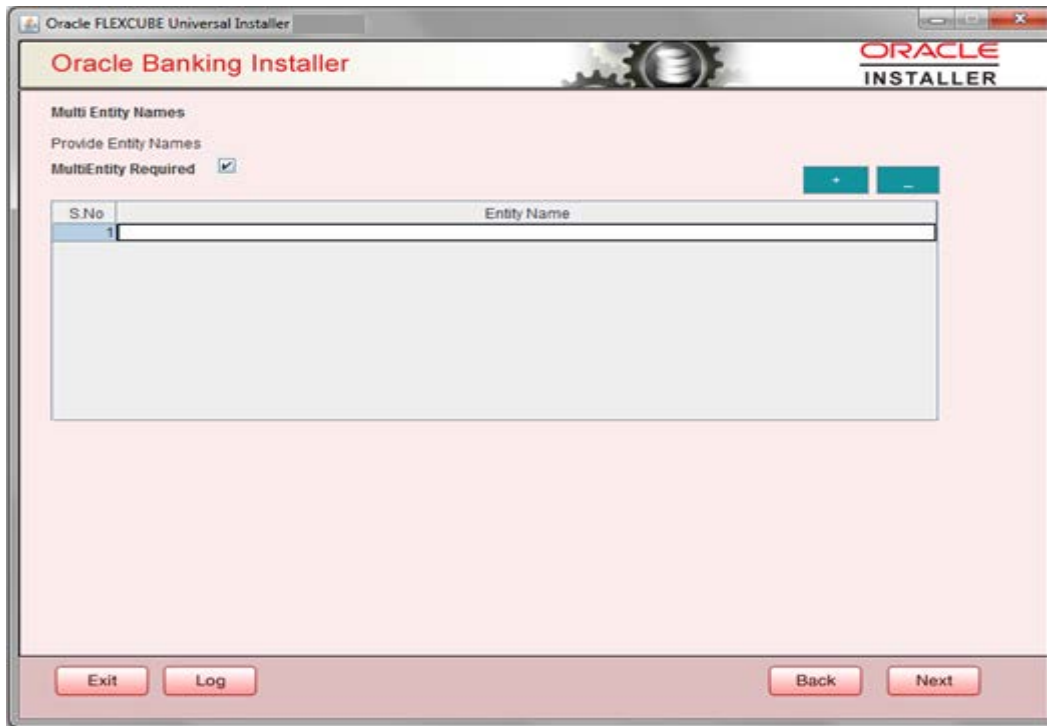 Oracle FLEXCUBE Universal Installer
Oracle Banking Installer
ORACLE
INSTALLER
Multi Entity Names
Provide Entity Names
MultiEntity Required
+ _
S.No Entity Name
1
Exit Log Back Next